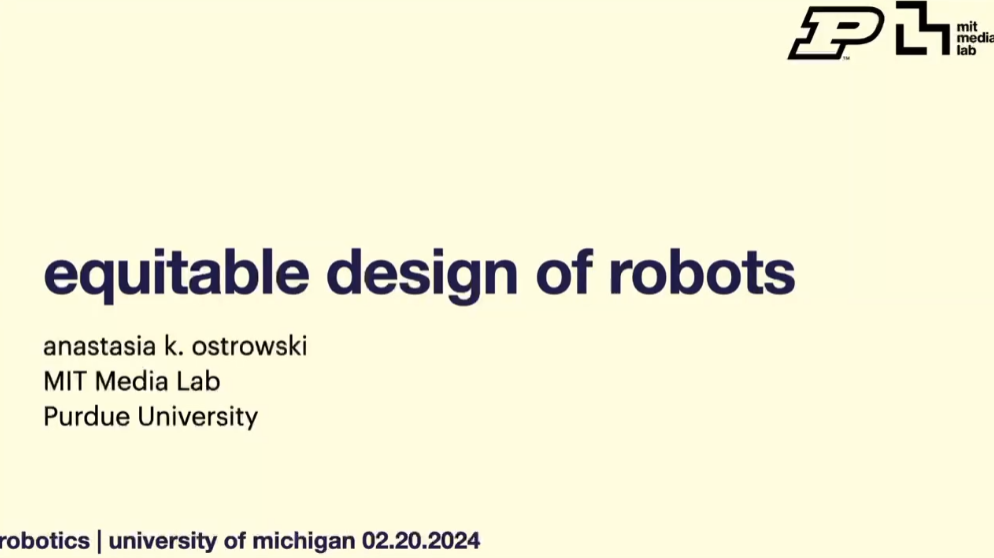 P
TM
mit
media
lab
equitable design of robots
anastasia k. ostrowski
MIT Media Lab
Purdue University
robotics | university of michigan 02.20.2024